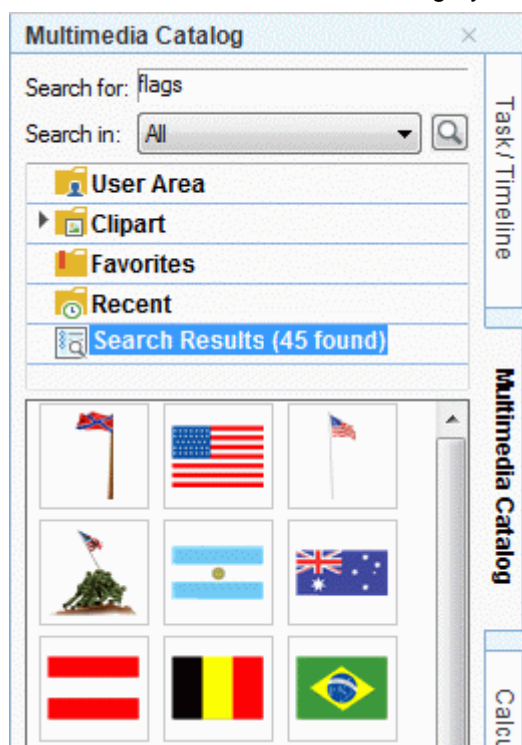 Multimedia Catalog
Search for: flags
Search in: All
User Area
Clipart
Favorites
Recent
Search Results (45 found)
Task/Timeline
Multimedia Catalog